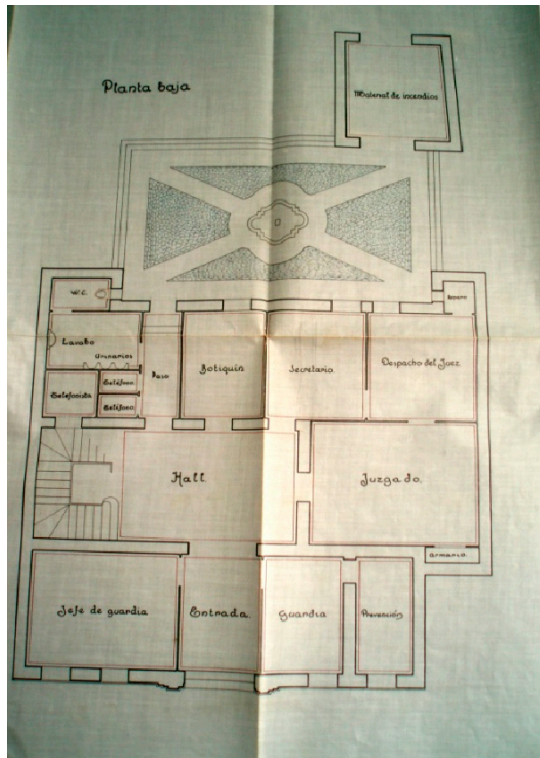 Planta baja
Material de incendios
W.C.
Lavabo
Urinarios
Paso
Botiquín
Secretaria
Despacho del Juez
Telefonista
Teléfono
Teléfono
Hall
Juzgado.
Armario
Jefe de guardia
Entrada.
Guardia
Prevención